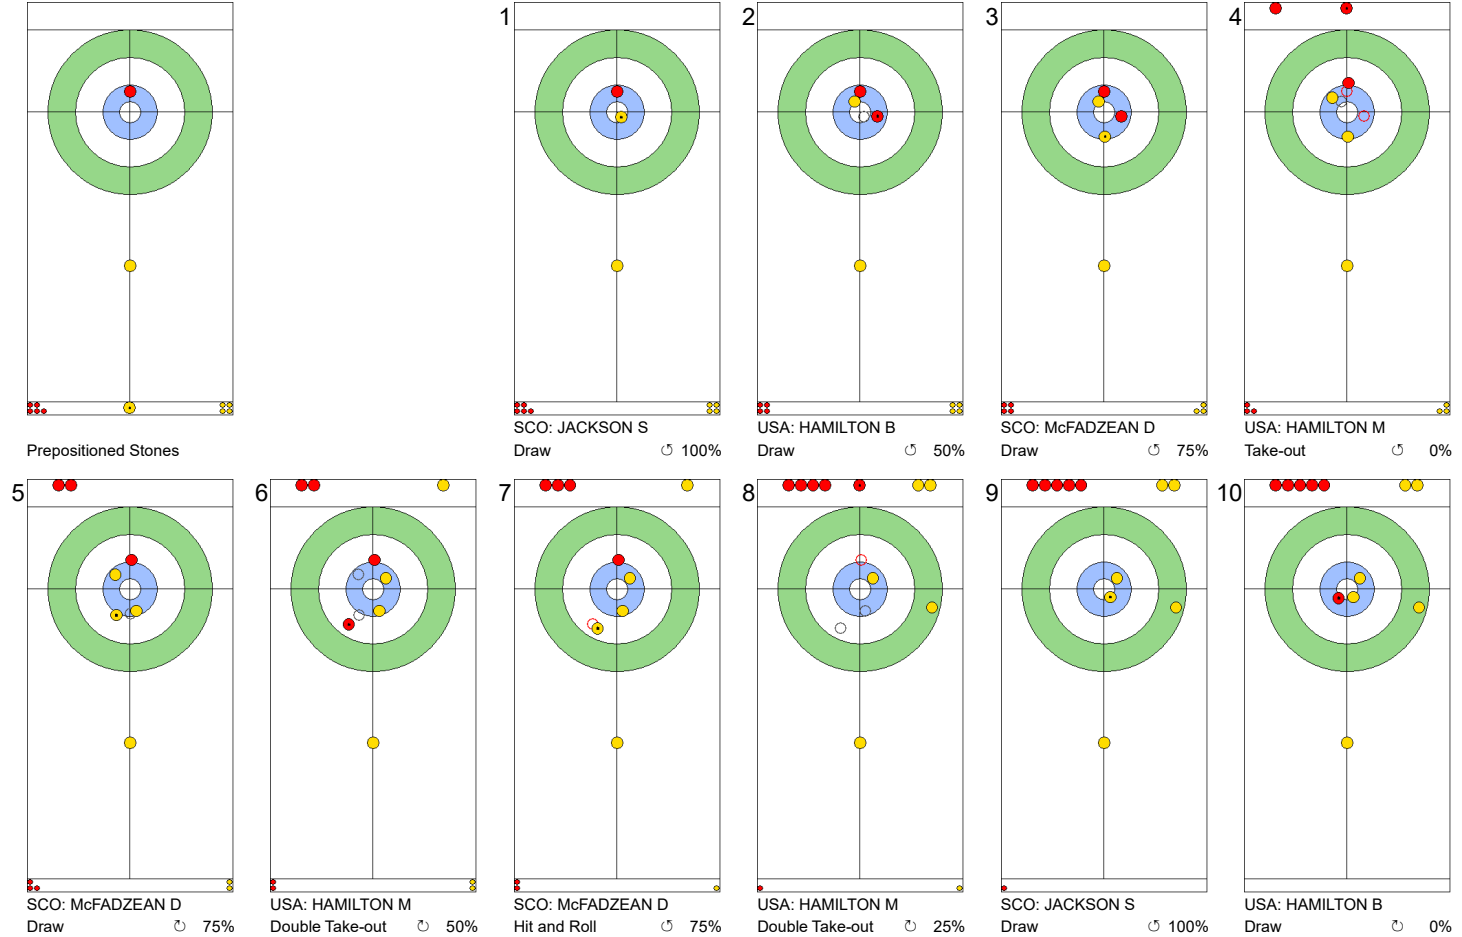 1
2
3
4
Prepositioned Stones
SCO: JACKSON S
Draw 100%
USA: HAMILTON B
Draw 50%
SCO: McFADZEAN D
Draw 75%
USA: HAMILTON M
Take-out 0%
5
6
7
8
9
10
SCO: McFADZEAN D
Draw 75%
USA: HAMILTON M
Double Take-out 50%
SCO: McFADZEAN D
Hit and Roll 75%
USA: HAMILTON M
Double Take-out 25%
SCO: JACKSON S
Draw 100%
USA: HAMILTON B
Draw 0%